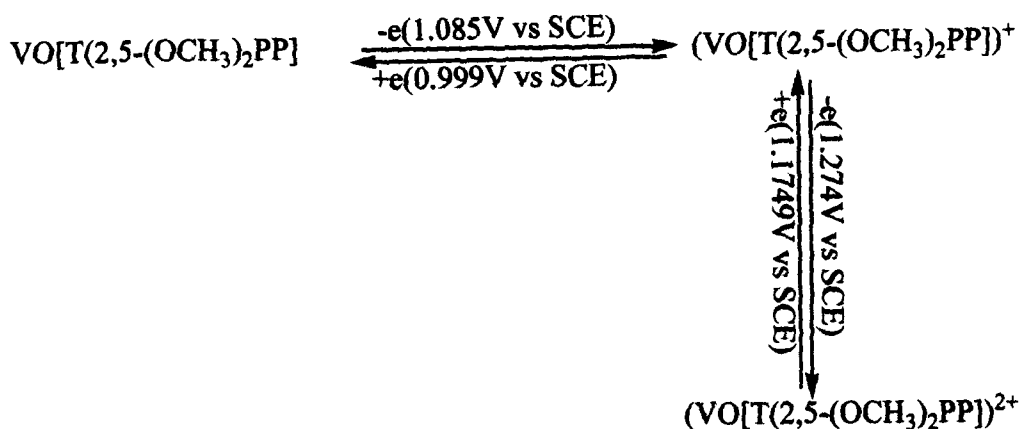 VO[T(2,5-(OCH₃)₂PP]
-e(1.085V vs SCE)
+e(0.999V vs SCE)
(VO[T(2,5-(OCH₃)₂PP])⁺
-e(1.274V vs SCE)
+e(1.1749V vs SCE)
(VO[T(2,5-(OCH₃)₂PP])²⁺